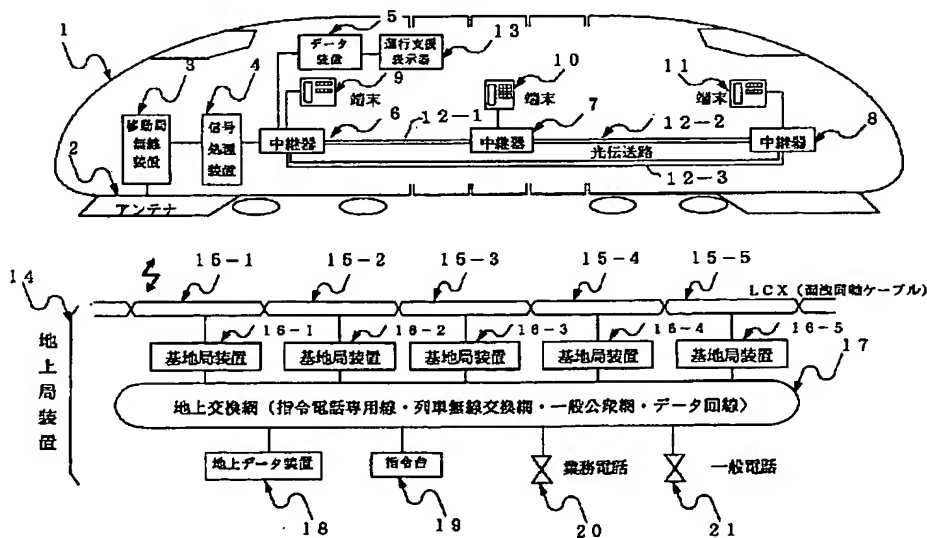 5
データ
装置
運行支援
表示器
13
1
3
4
9
端末
10
端末
11
端末
移動局
無線
装置
信号
処理
装置
中継器
6
12-1
中継器
7
12-2
中継器
8
光伝送路
12-3
2
アンテナ
14
地上局装置
15-1
15-2
15-3
15-4
15-5
LCX (漏洩同軸ケーブル)
16-1
16-2
16-3
16-4
16-5
基地局装置
基地局装置
基地局装置
基地局装置
基地局装置
17
地上交換網 (指令電話専用線・列車無線交換網・一般公衆網・データ回線)
地上データ装置
指令台
業務電話
一般電話
18
19
20
21